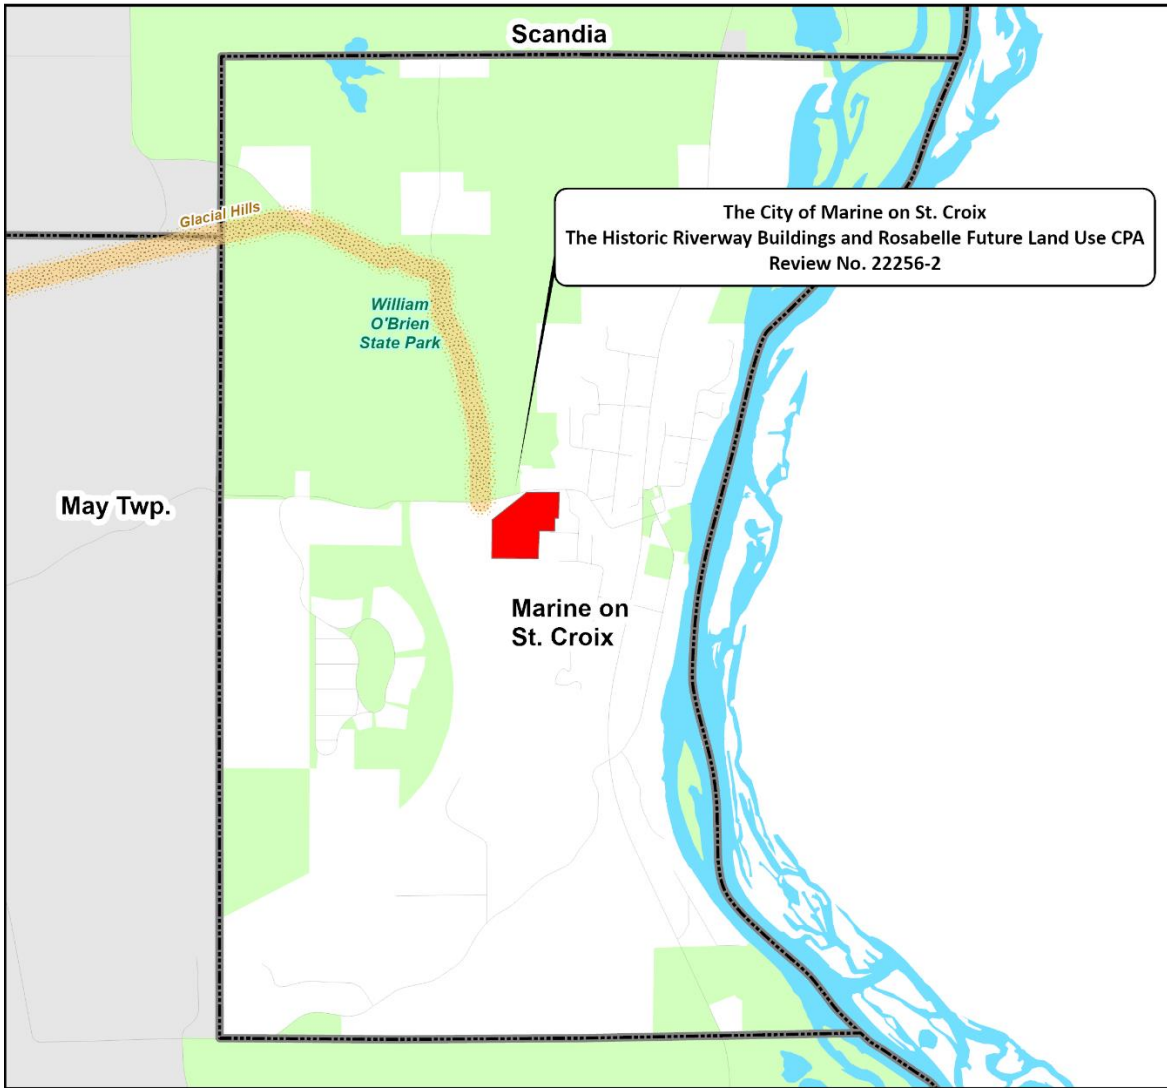 Scandia
The City of Marine on St. Croix
The Historic Riverway Buildings and Rosabelle Future Land Use CPA
Review No. 22256-2
Glacial Hills
William
O'Brien
State Park
May Twp.
Marine on
St. Croix